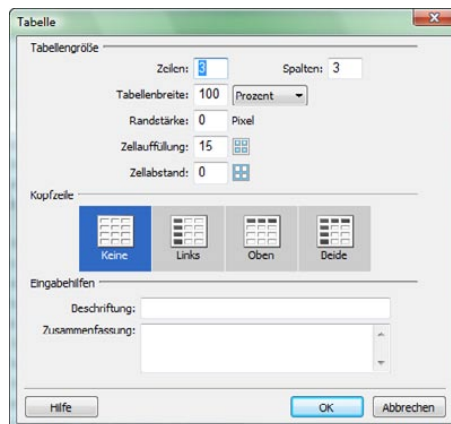 Tabelle
Tabellengröße
Zeilen: 3 Spalten: 3
Tabellenbreite: 100 Prozent
Randstärke: 0 Pixel
Zellauffüllung: 15
Zellabstand: 0
Kopfzeile
Keine Links Oben Beide
Eingabehilfen
Beschriftung:
Zusammenfassung:
Hilfe OK Abbrechen